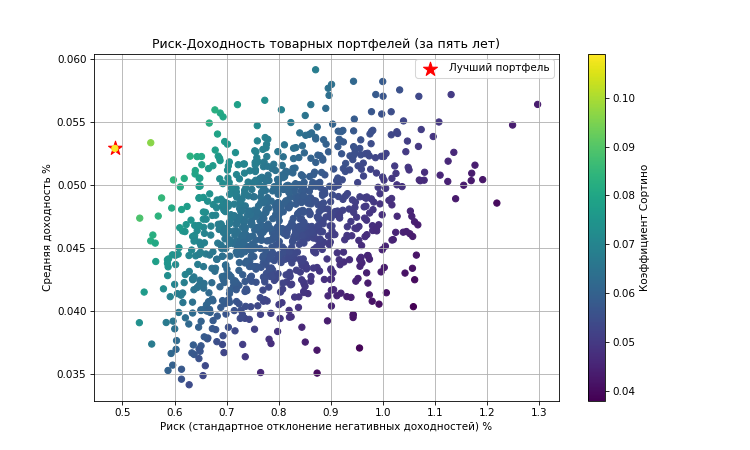 Риск-Доходность товарных портфелей (за пять лет)
Лучший портфель
Средняя доходность %
0.060
0.055
0.050
0.045
0.040
0.035
0.5 0.6 0.7 0.8 0.9 1.0 1.1 1.2 1.3
Риск (стандартное отклонение негативных доходностей) %
0.10
0.09
0.08
0.07
0.06
0.05
0.04
Коэффициент Сортино